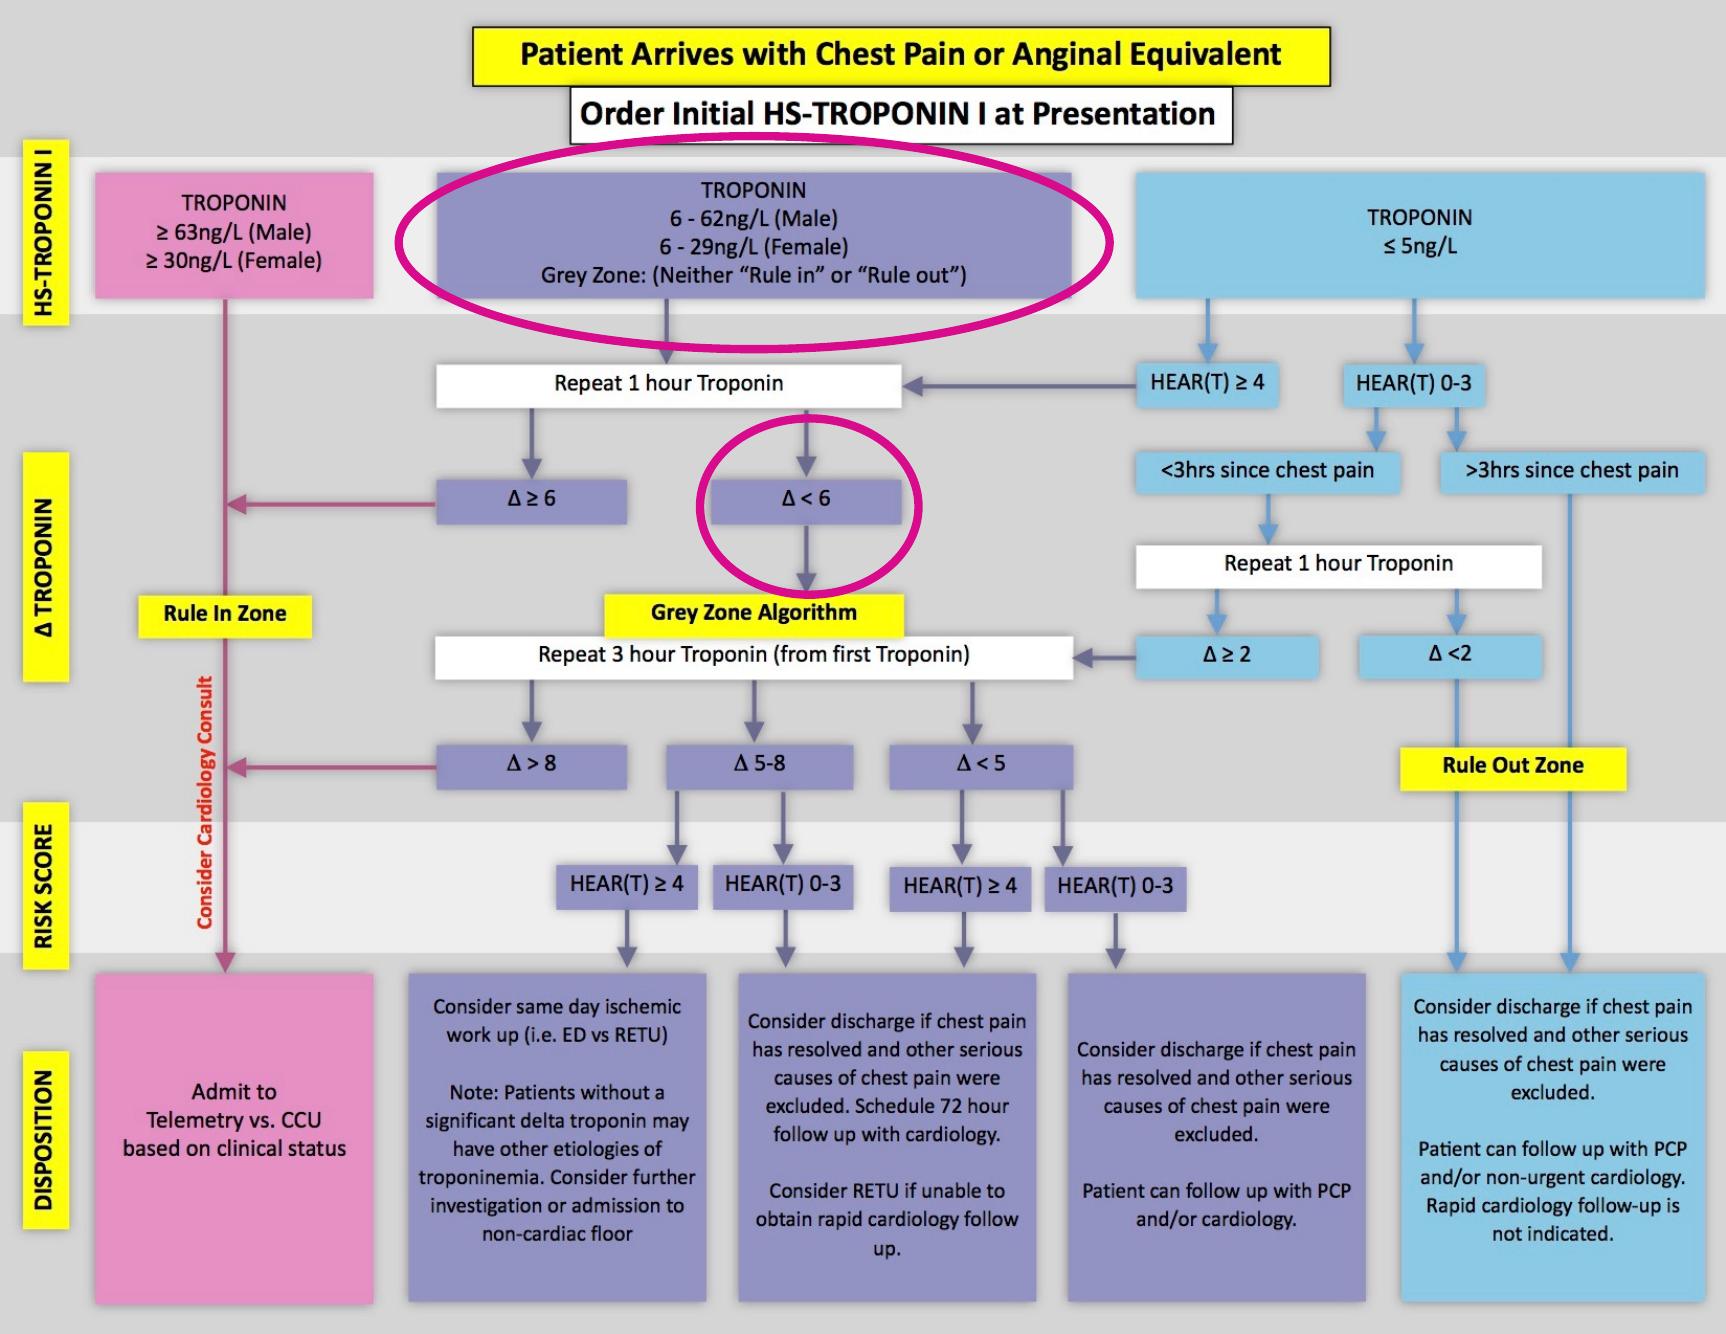 Patient Arrives with Chest Pain or Anginal Equivalent
Order Initial HS-TROPONIN I at Presentation
HS-TROPONIN I
TROPONIN
≥ 63ng/L (Male)
≥ 30ng/L (Female)
TROPONIN
6 - 62ng/L (Male)
6 - 29ng/L (Female)
Grey Zone: (Neither “Rule in” or “Rule out”)
TROPONIN
≤ 5ng/L
Δ TROPONIN
Repeat 1 hour Troponin
HEAR(T) ≥ 4
HEAR(T) 0-3
Δ ≥ 6
Δ < 6
<3hrs since chest pain
>3hrs since chest pain
Repeat 1 hour Troponin
Rule In Zone
Grey Zone Algorithm
Repeat 3 hour Troponin (from first Troponin)
Δ ≥ 2
Δ <2
Consider Cardiology Consult
Δ > 8
Δ 5-8
Δ < 5
Rule Out Zone
RISK SCORE
HEAR(T) ≥ 4
HEAR(T) 0-3
HEAR(T) ≥ 4
HEAR(T) 0-3
DISPOSITION
Admit to
Telemetry vs. CCU
based on clinical status
Consider same day ischemic
work up (i.e. ED vs RETU)
Note: Patients without a
significant delta troponin may
have other etiologies of
troponinemia. Consider further
investigation or admission to
non-cardiac floor
Consider discharge if chest pain
has resolved and other serious
causes of chest pain were
excluded. Schedule 72 hour
follow up with cardiology.
Consider RETU if unable to
obtain rapid cardiology follow
up.
Consider discharge if chest pain
has resolved and other serious
causes of chest pain were
excluded.
Patient can follow up with PCP
and/or cardiology.
Consider discharge if chest pain
has resolved and other serious
causes of chest pain were
excluded.
Patient can follow up with PCP
and/or non-urgent cardiology.
Rapid cardiology follow-up is
not indicated.